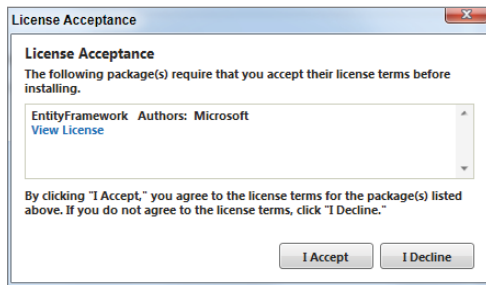 License Acceptance
License Acceptance
The following package(s) require that you accept their license terms before
installing.
EntityFramework Authors: Microsoft
View License
By clicking "I Accept," you agree to the license terms for the package(s) listed
above. If you do not agree to the license terms, click "I Decline."
I Accept I Decline